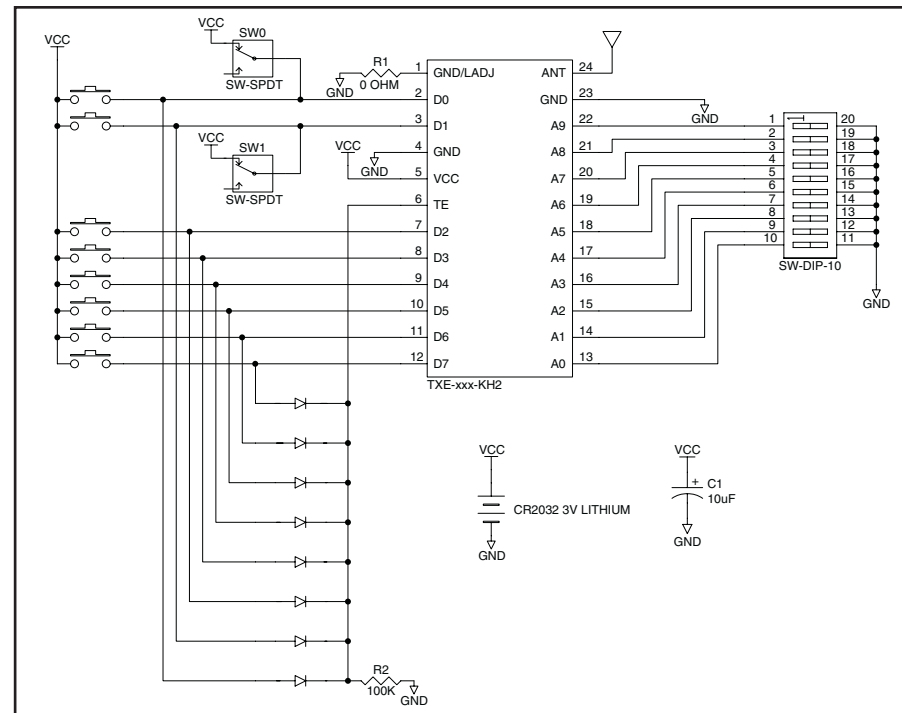 VCC
VCC
SW0
SW-SPDT
R1
0 OHM
GND
VCC
SW1
SW-SPDT
VCC
GND
1 GND/LADJ
2 D0
3 D1
4 GND
5 VCC
6 TE
7 D2
8 D3
9 D4
10 D5
11 D6
12 D7
ANT 24
GND 23
A9 22
A8 21
A7 20
A6 19
A5 18
A4 17
A3 16
A2 15
A1 14
A0 13
TXE-xxx-KH2
GND
1 20
2 19
3 18
4 17
5 16
6 15
7 14
8 13
9 12
10 11
SW-DIP-10
GND
VCC
CR2032 3V LITHIUM
GND
VCC
+ C1
10uF
GND
R2
100K
GND